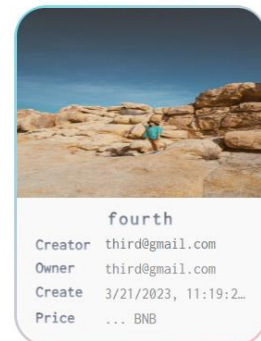 fourth
Creator third@gmail.com
Owner third@gmail.com
Create 3/21/2023, 11:19:2…
Price ... BNB